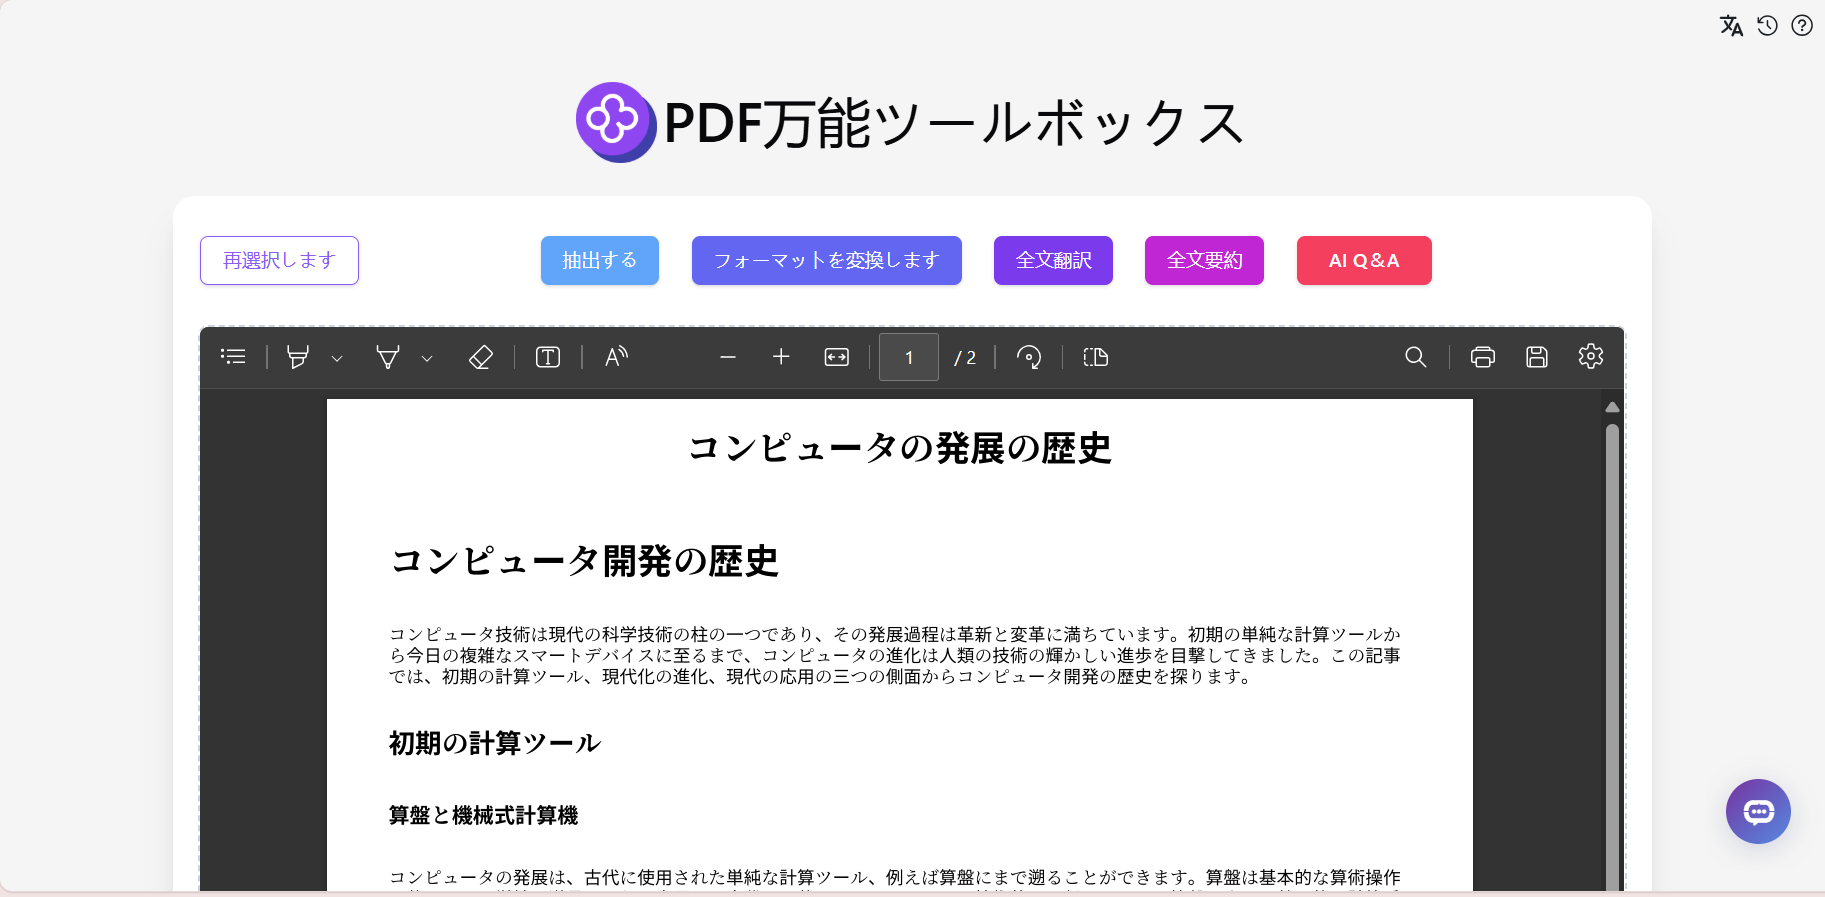 PDF万能ツールボックス
再選択します
抽出する
フォーマットを変換します
全文翻訳
全文要約
AI Q&A
1
/ 2
コンピュータの発展の歴史
コンピュータ開発の歴史
コンピュータ技術は現代の科学技術の柱の一つであり、その発展過程は革新と変革に満ちています。初期の単純な計算ツールか
ら今日の複雑なスマートデバイスに至るまで、コンピュータの進化は人類の技術の輝かしい進歩を目撃してきました。この記事
では、初期の計算ツール、現代化の進化、現代の応用の三つの側面からコンピュータ開発の歴史を探ります。
初期の計算ツール
算盤と機械式計算機
コンピュータの発展は、古代に使用された単純な計算ツール、例えば算盤にまで遡ることができます。算盤は基本的な算術操作